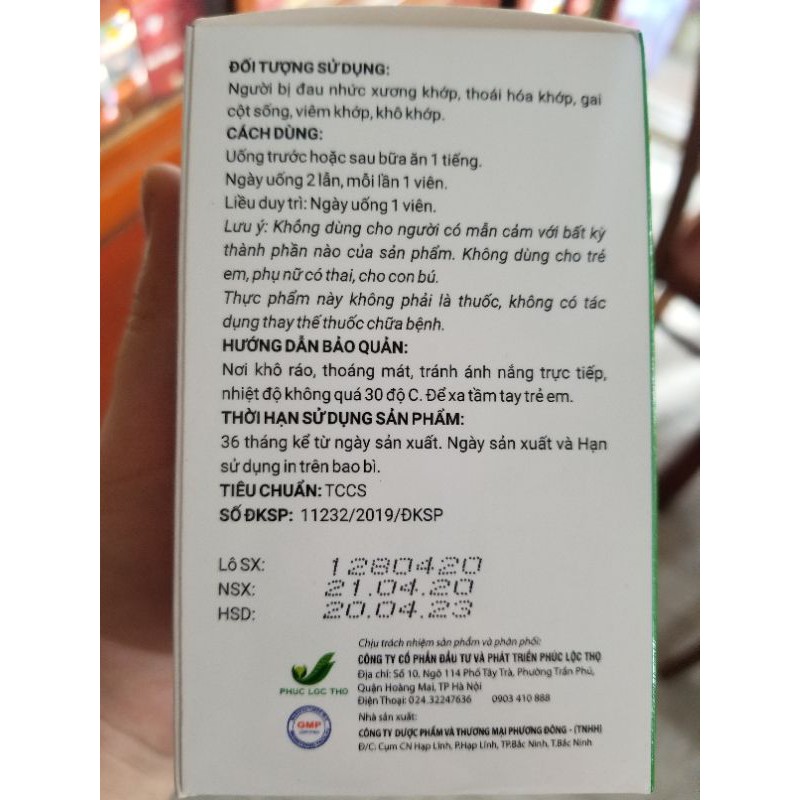 ĐỐI TƯỢNG SỬ DỤNG:
Người bị đau nhức xương khớp, thoái hóa khớp, gai
cột sống, viêm khớp, khô khớp.
CÁCH DÙNG:
Uống trước hoặc sau bữa ăn 1 tiếng.
Ngày uống 2 lần, mỗi lần 1 viên.
Liều duy trì: Ngày uống 1 viên.
Lưu ý: Không dùng cho người có mẫn cảm với bất kỳ
thành phần nào của sản phẩm. Không dùng cho trẻ
em, phụ nữ có thai, cho con bú.
Thực phẩm này không phải là thuốc, không có tác
dụng thay thế thuốc chữa bệnh.
HƯỚNG DẪN BẢO QUẢN:
Nơi khô ráo, thoáng mát, tránh ánh nắng trực tiếp,
nhiệt độ không quá 30 độ C. Để xa tầm tay trẻ em.
THỜI HẠN SỬ DỤNG SẢN PHẨM:
36 tháng kể từ ngày sản xuất. Ngày sản xuất và Hạn
sử dụng in trên bao bì.
TIÊU CHUẨN: TCCS
SỐ ĐKSP: 11232/2019/ĐKSP
Lô SX: 1280420
NSX: 21.04.20
HSD: 20.04.23
Chịu trách nhiệm sản phẩm và phân phối:
CÔNG TY CỔ PHẦN ĐẦU TƯ VÀ PHÁT TRIỂN PHÚC LỘC THỌ
Địa chỉ: Số 10, Ngõ 114 Phố Tây Trà, Phường Trần Phú,
Quận Hoàng Mai, TP Hà Nội
Điện Thoại: 024.32247636 0903 410 888
PHUC LOC THO
Nhà sản xuất:
CÔNG TY DƯỢC PHẨM VÀ THƯƠNG MẠI PHƯƠNG ĐÔNG - (TNHH)
Đ/C: Cụm CN Hạp Lĩnh, P.Hạp Lĩnh, TP.Bắc Ninh, T.Bắc Ninh
GMP